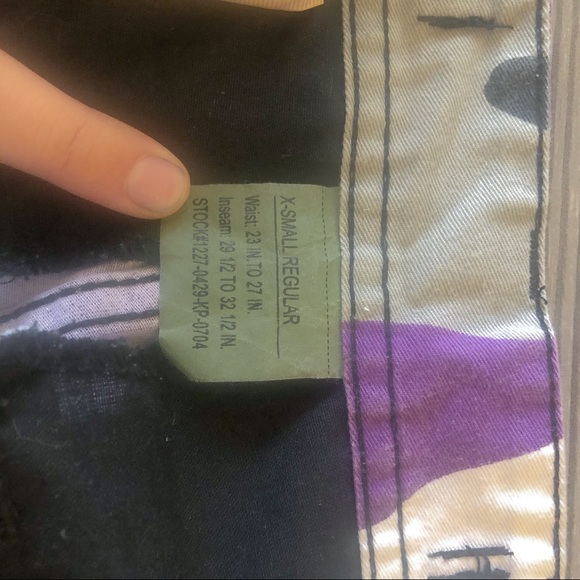 X-SMALL REGULAR
Waist: 23 IN.TO 27 IN.
Inseam: 29 1/2 TO 32 1/2 IN.
STOCK#1227-0429-KP-0704